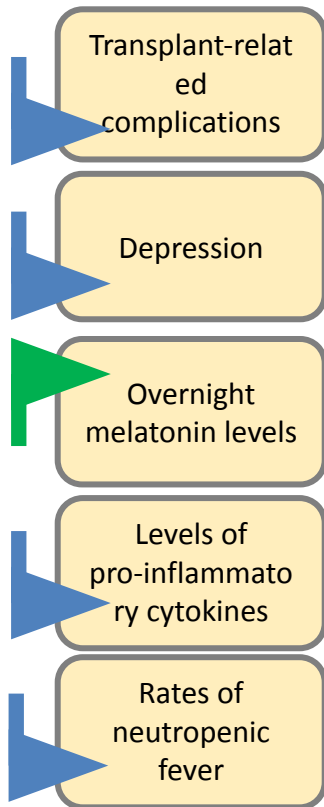 Transplant-relat
ed
complications
Depression
Overnight
melatonin levels
Levels of
pro-inflammato
ry cytokines
Rates of
neutropenic
fever